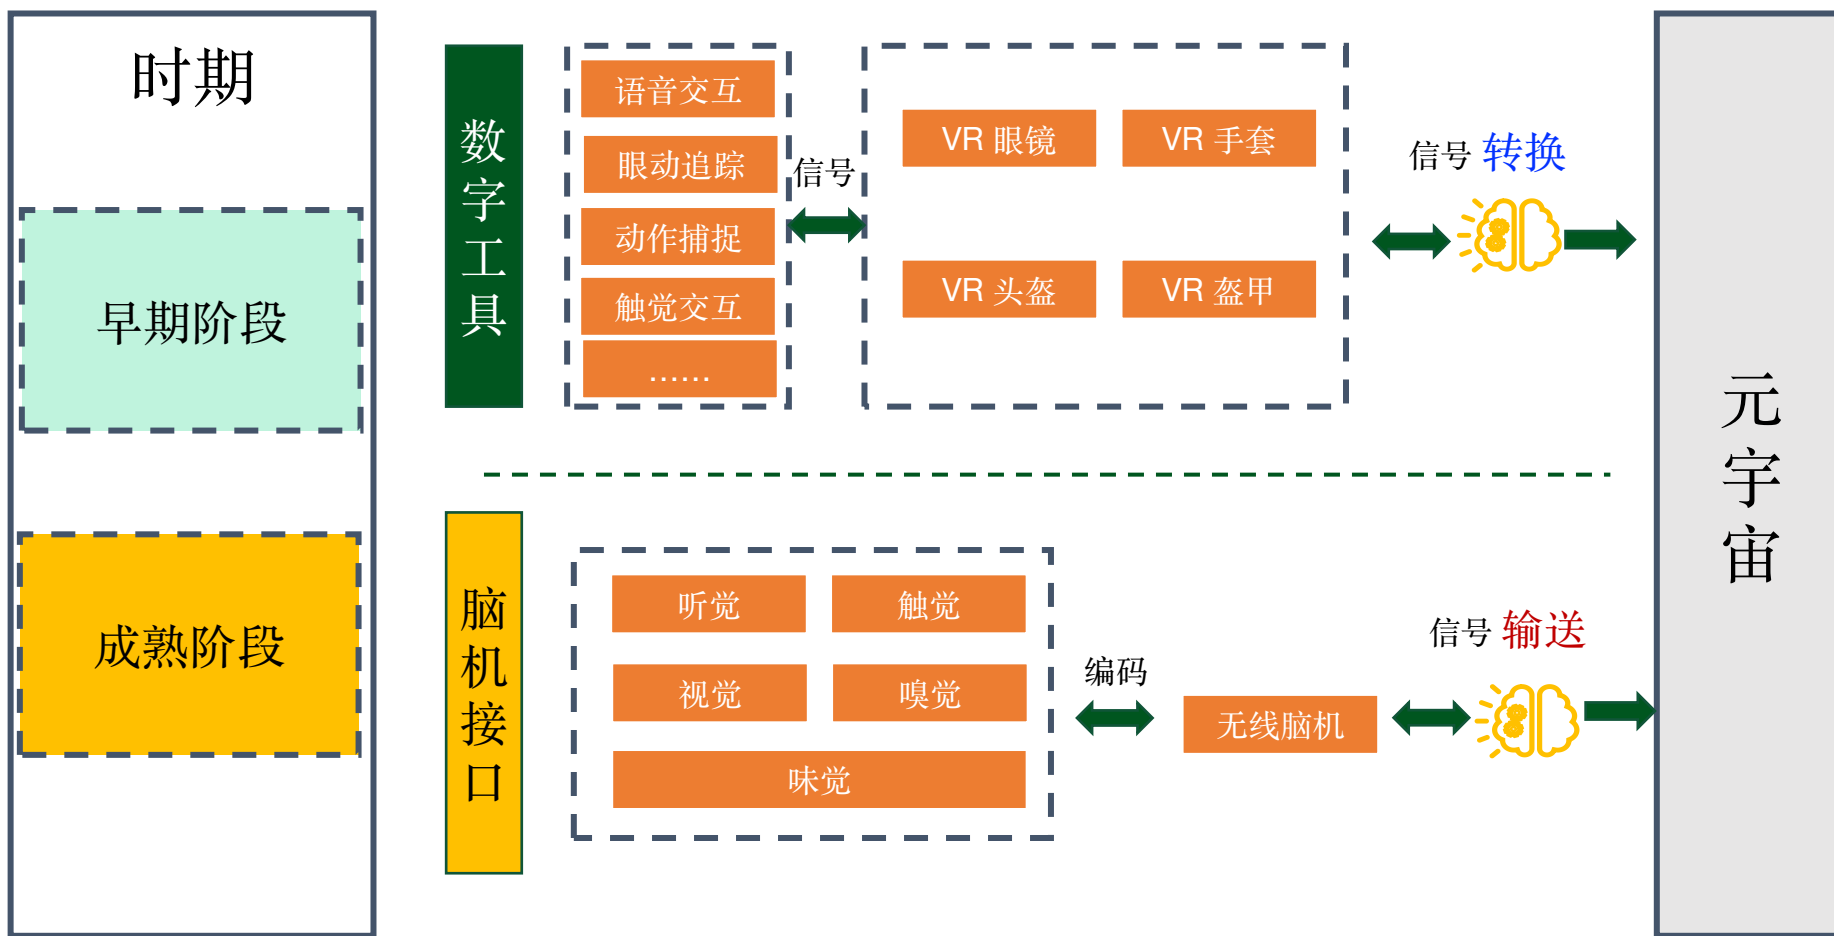 时期
早期阶段
成熟阶段
数字工具
语音交互
眼动追踪
动作捕捉
触觉交互
......
信号
VR 眼镜
VR 手套
VR 头盔
VR 盔甲
信号 转换
脑机接口
听觉
触觉
视觉
嗅觉
味觉
编码
无线脑机
信号 输送
元宇宙